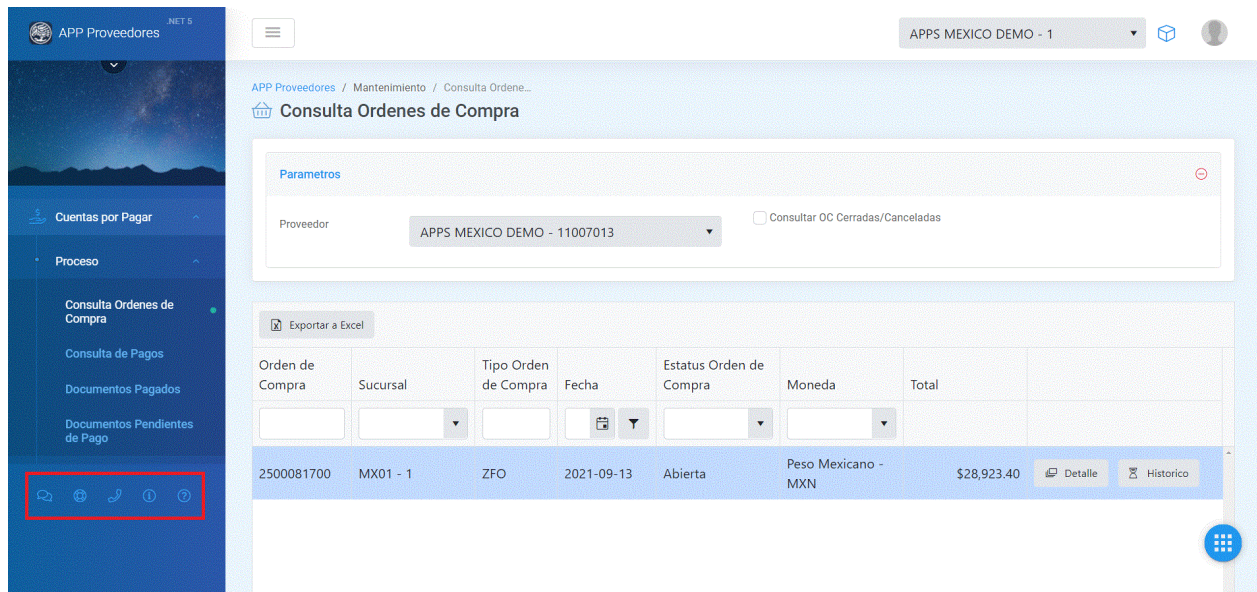 APP Proveedores
.NET 5
APPS MEXICO DEMO - 1
APP Proveedores / Mantenimiento / Consulta Ordene...
Consulta Ordenes de Compra
Cuentas por Pagar
Proceso
Consulta Ordenes de
Compra
Consulta de Pagos
Documentos Pagados
Documentos Pendientes
de Pago
Parametros
Proveedor
APPS MEXICO DEMO - 11007013
Consultar OC Cerradas/Canceladas
Exportar a Excel
Orden de
Compra
Sucursal
Tipo Orden
de Compra
Fecha
Estatus Orden de
Compra
Moneda
Total
2500081700
MX01 - 1
ZFO
2021-09-13
Abierta
Peso Mexicano -
MXN
$28,923.40
Detalle
Historico